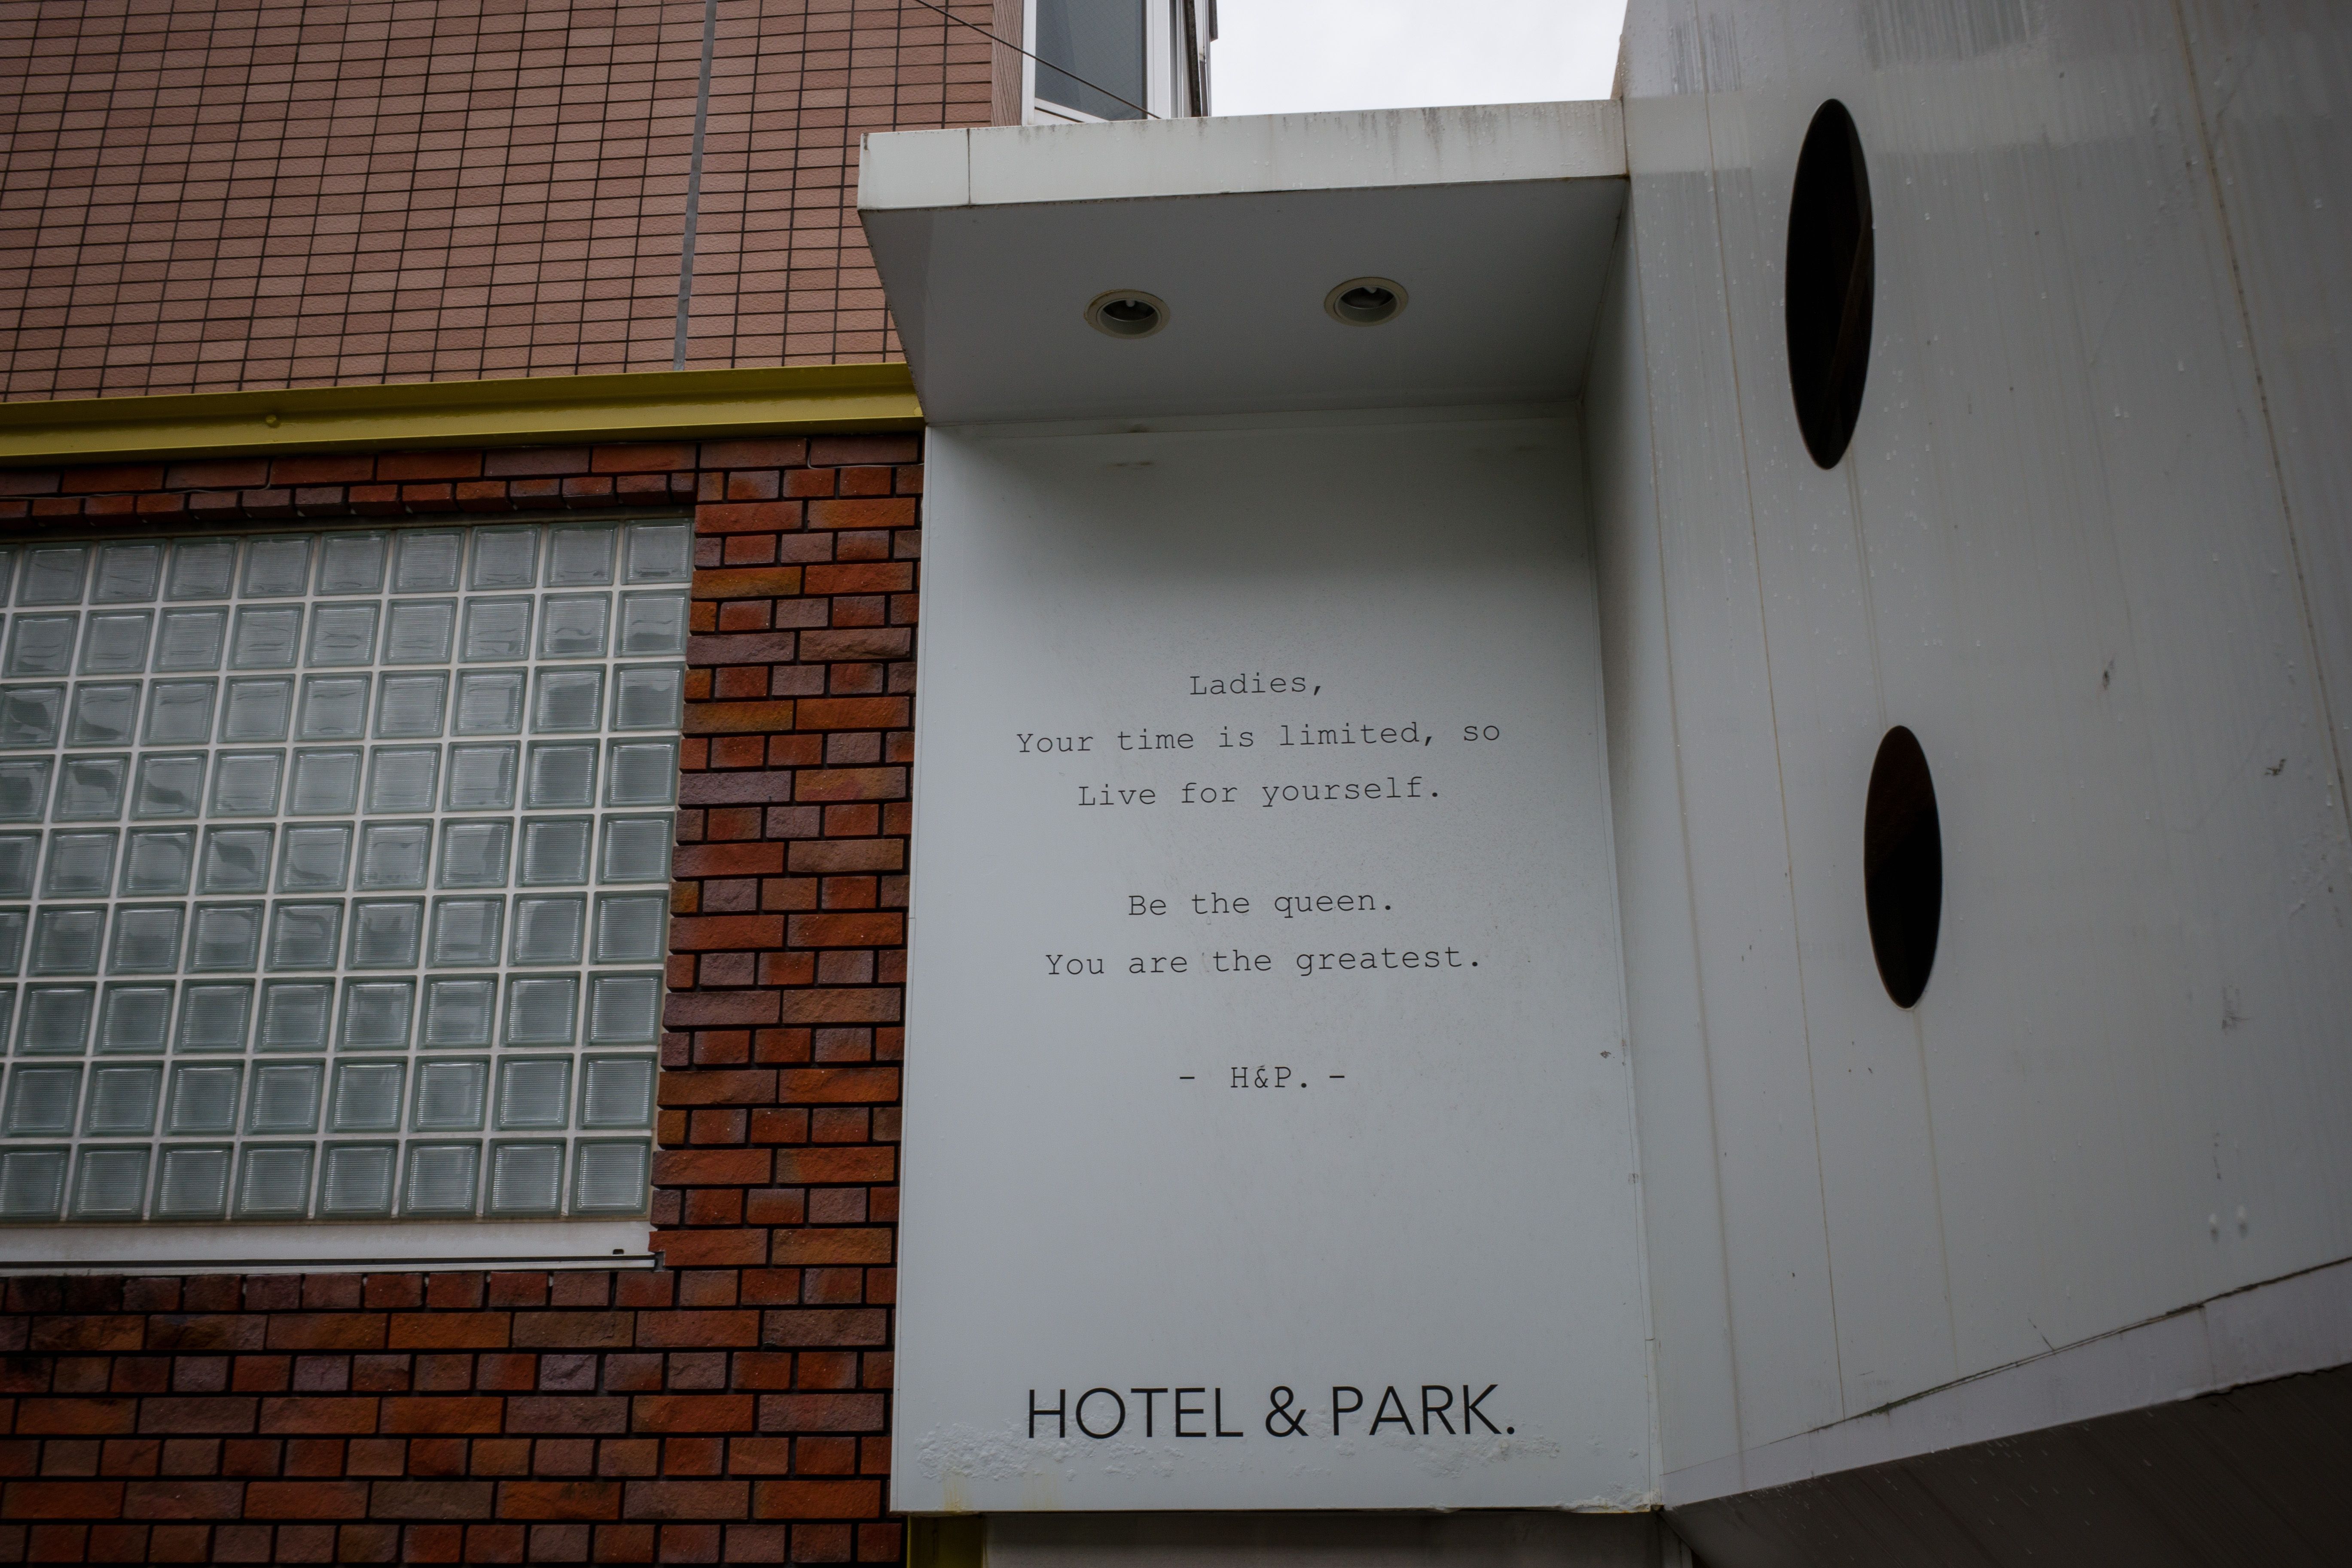 Ladies,
Your time is limited, so
Live for yourself.
Be the queen.
You are the greatest.
- H&P. -
HOTEL & PARK.